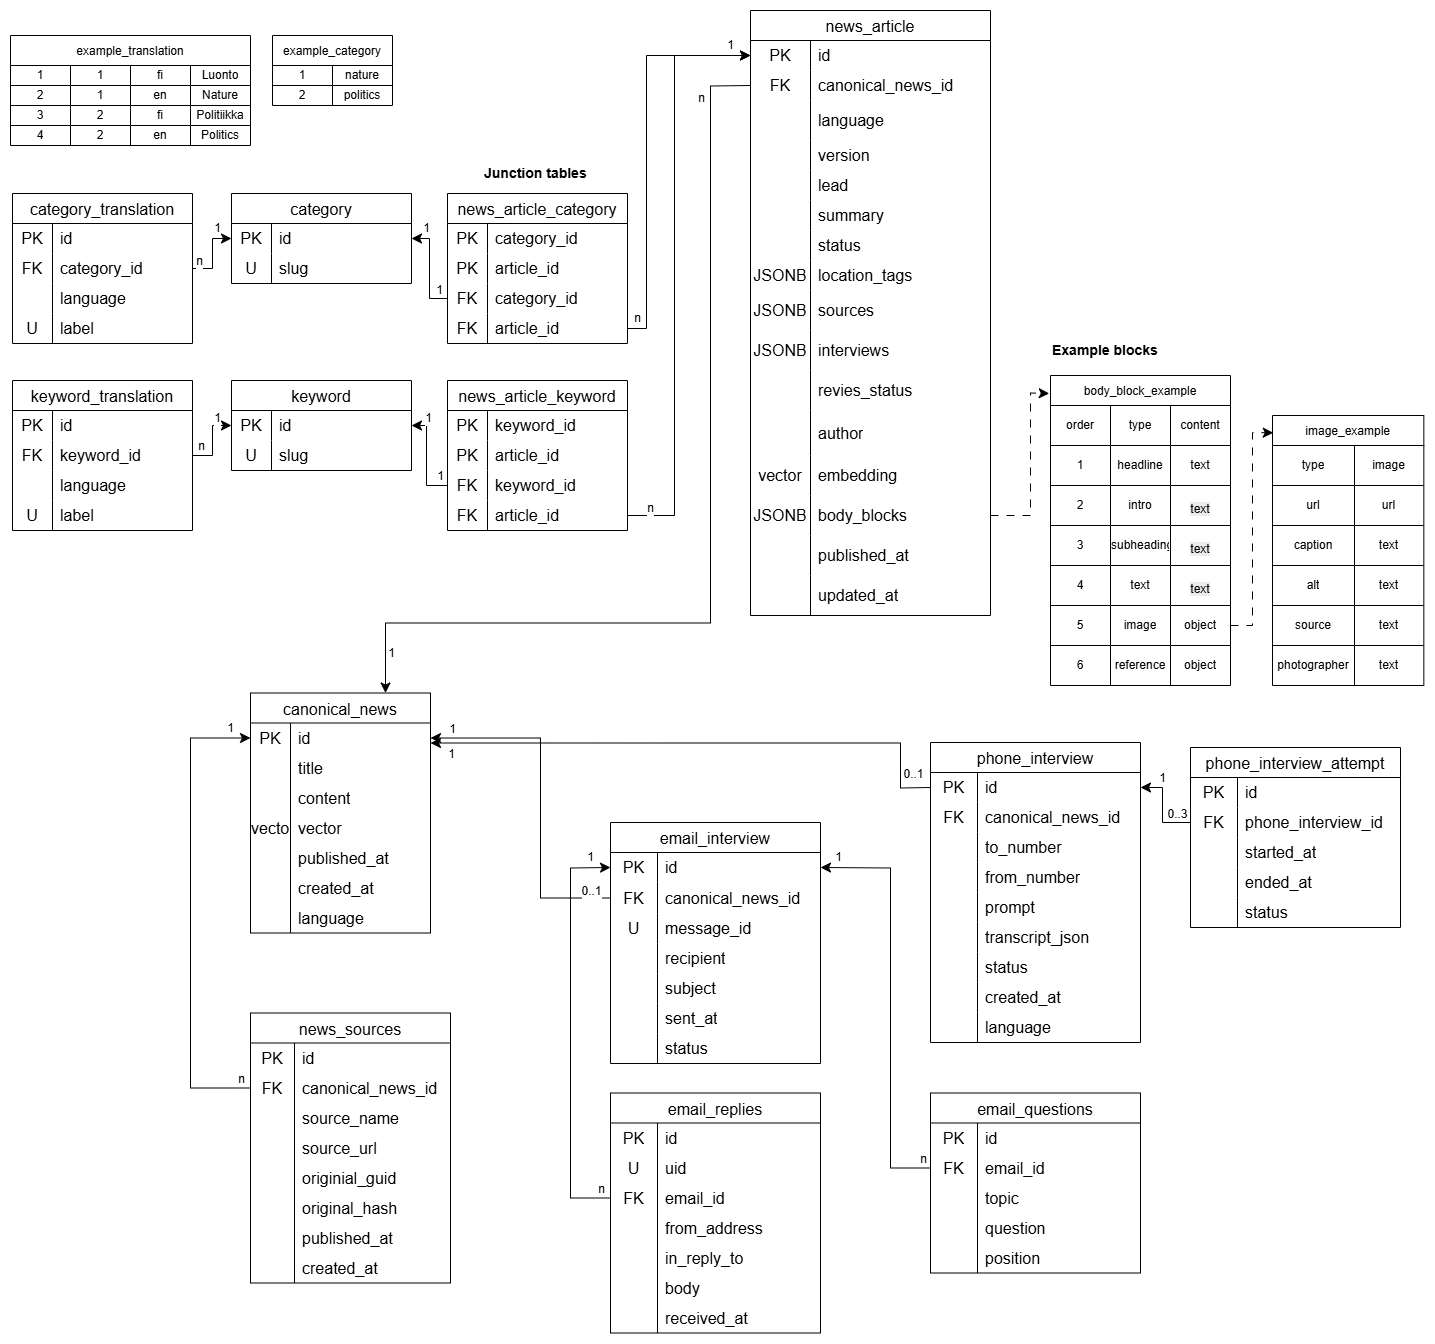 example_translation
1 1 fi Luonto
2 1 en Nature
3 2 fi Politiikka
4 2 en Politics
example_category
1 nature
2 politics
Junction tables
category_translation
PK id
FK category_id
language
U label
n
1
category
PK id
U slug
1
1
news_article_category
PK category_id
PK article_id
FK category_id
FK article_id
n
1
keyword_translation
PK id
FK keyword_id
language
U label
n
1
keyword
PK id
U slug
1
1
news_article_keyword
PK keyword_id
PK article_id
FK keyword_id
FK article_id
n
news_article
PK id
FK canonical_news_id
n
language
version
lead
summary
status
JSONB location_tags
JSONB sources
JSONB interviews
revies_status
author
vector embedding
JSONB body_blocks
published_at
updated_at
Example blocks
body_block_example
order type content
1 headline text
2 intro text
3 subheading text
4 text text
5 image object
6 reference object
image_example
type image
url url
caption text
alt text
source text
photographer text
1
canonical_news
PK id
title
content
vecto vector
published_at
created_at
language
1
1
1
news_sources
PK id
FK canonical_news_id
source_name
source_url
originial_guid
original_hash
published_at
created_at
n
email_interview
PK id
FK canonical_news_id
U message_id
recipient
subject
sent_at
status
1
0..1
1
email_replies
PK id
U uid
FK email_id
from_address
in_reply_to
body
received_at
n
phone_interview
PK id
FK canonical_news_id
to_number
from_number
prompt
transcript_json
status
created_at
language
0..1
1
0..3
phone_interview_attempt
PK id
FK phone_interview_id
started_at
ended_at
status
email_questions
PK id
FK email_id
topic
question
position
n